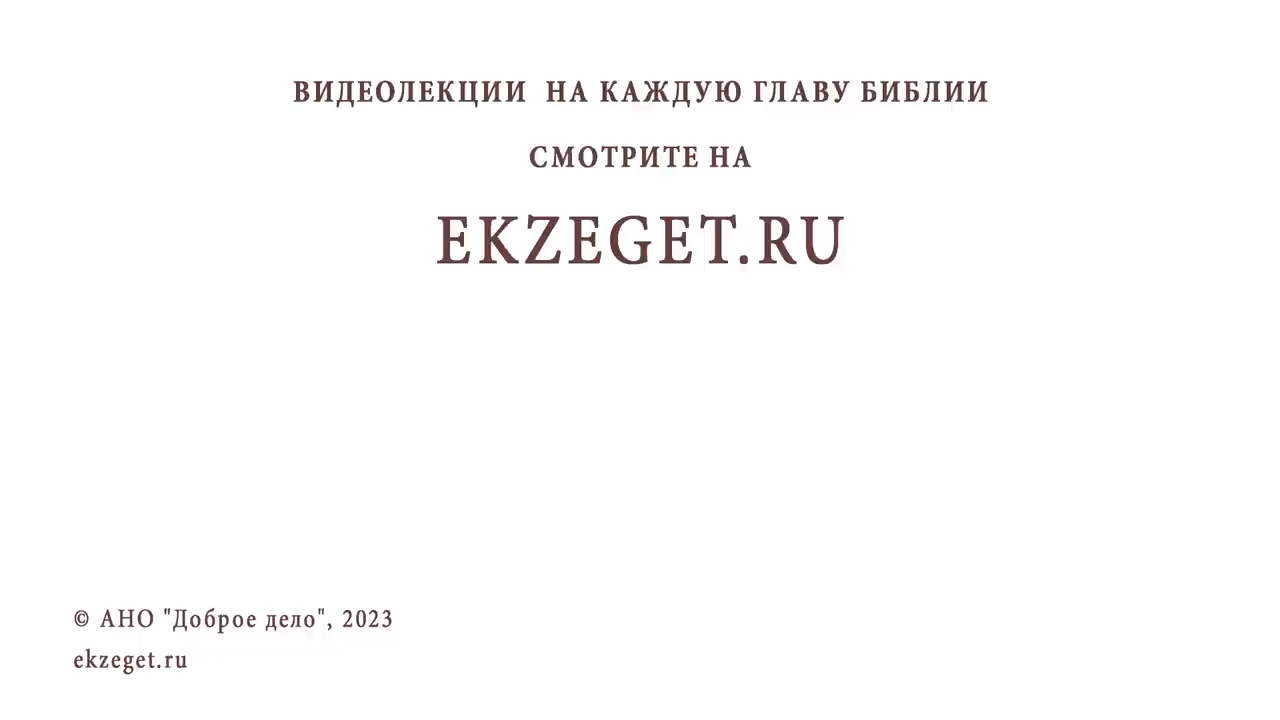 ВИДЕОЛЕКЦИИ НА КАЖДУЮ ГЛАВУ БИБЛИИ
СМОТРИТЕ НА
EKZEGET.RU
© АНО "Доброе дело", 2023
ekzeget.ru